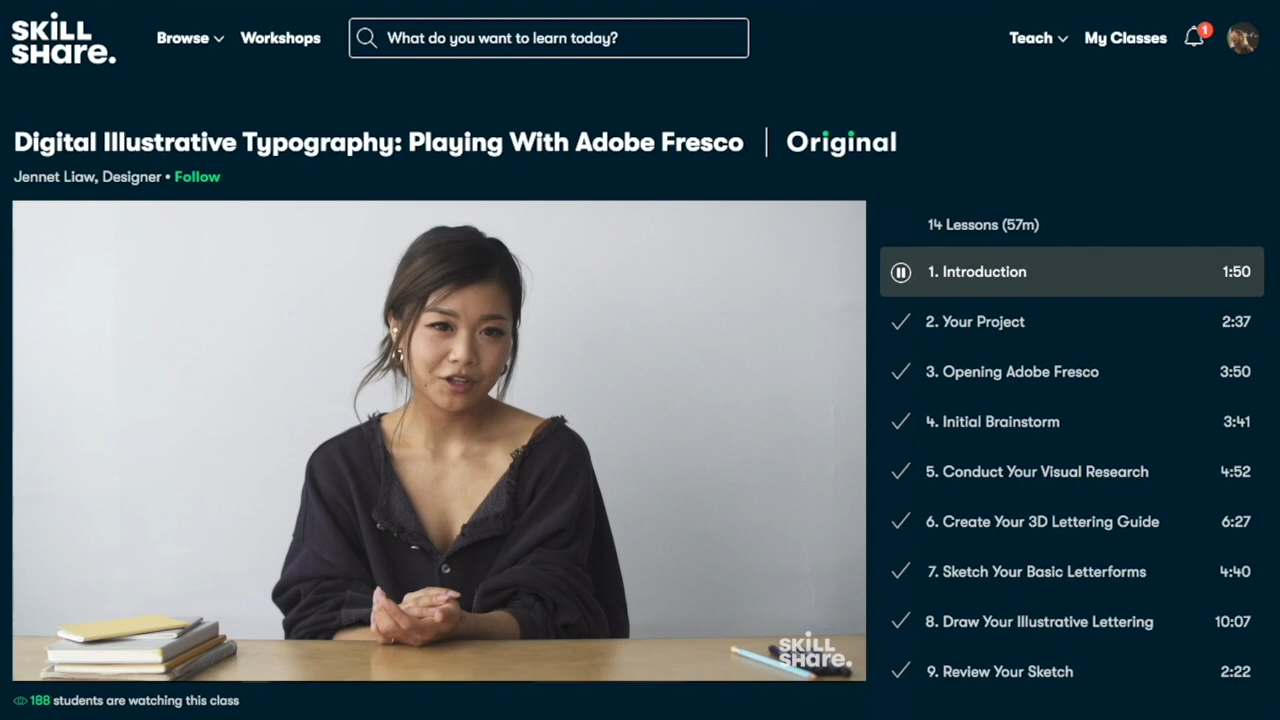 SKILL
SHARE.
Browse
Workshops
What do you want to learn today?
Teach
My Classes
1
Digital Illustrative Typography: Playing With Adobe Fresco | Original
Jennet Liaw, Designer • Follow
14 Lessons (57m)
1. Introduction 1:50
2. Your Project 2:37
3. Opening Adobe Fresco 3:50
4. Initial Brainstorm 3:41
5. Conduct Your Visual Research 4:52
6. Create Your 3D Lettering Guide 6:27
7. Sketch Your Basic Letterforms 4:40
8. Draw Your Illustrative Lettering 10:07
9. Review Your Sketch 2:22
SKILL
SHARE.
188 students are watching this class